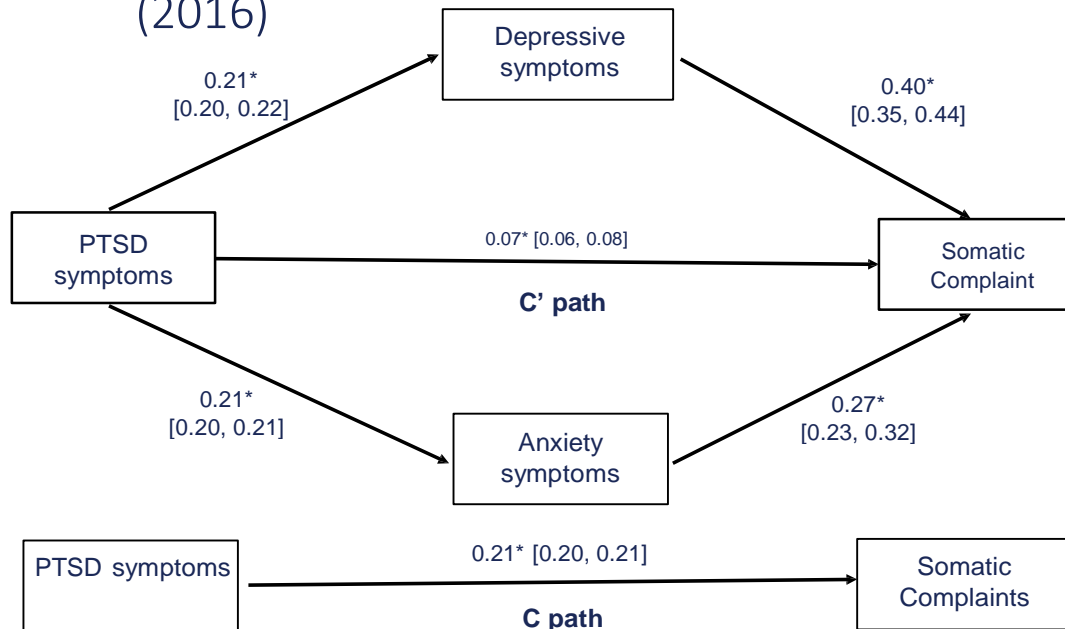 (2016)
Depressive
symptoms
0.21*
[0.20, 0.22]
0.40*
[0.35, 0.44]
PTSD
symptoms
0.07* [0.06, 0.08]
C’ path
Somatic
Complaint
0.21*
[0.20, 0.21]
Anxiety
symptoms
0.27*
[0.23, 0.32]
PTSD symptoms
0.21* [0.20, 0.21]
C path
Somatic
Complaints